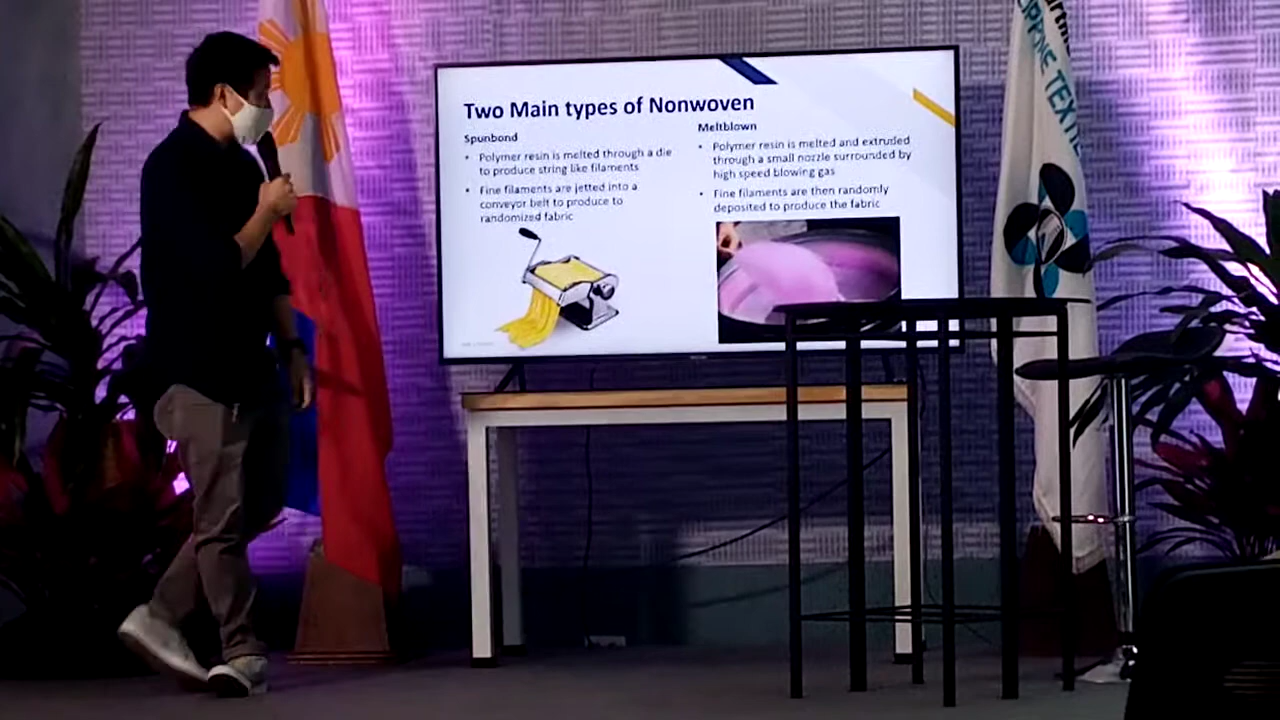 Two Main types of Nonwoven
Spunbond
• Polymer resin is melted through a die
to produce string like filaments
• Fine filaments are jetted into a
conveyor belt to produce to
randomized fabric
Meltblown
• Polymer resin is melted and extruded
through a small nozzle surrounded by
high speed blowing gas
• Fine filaments are then randomly
deposited to produce the fabric